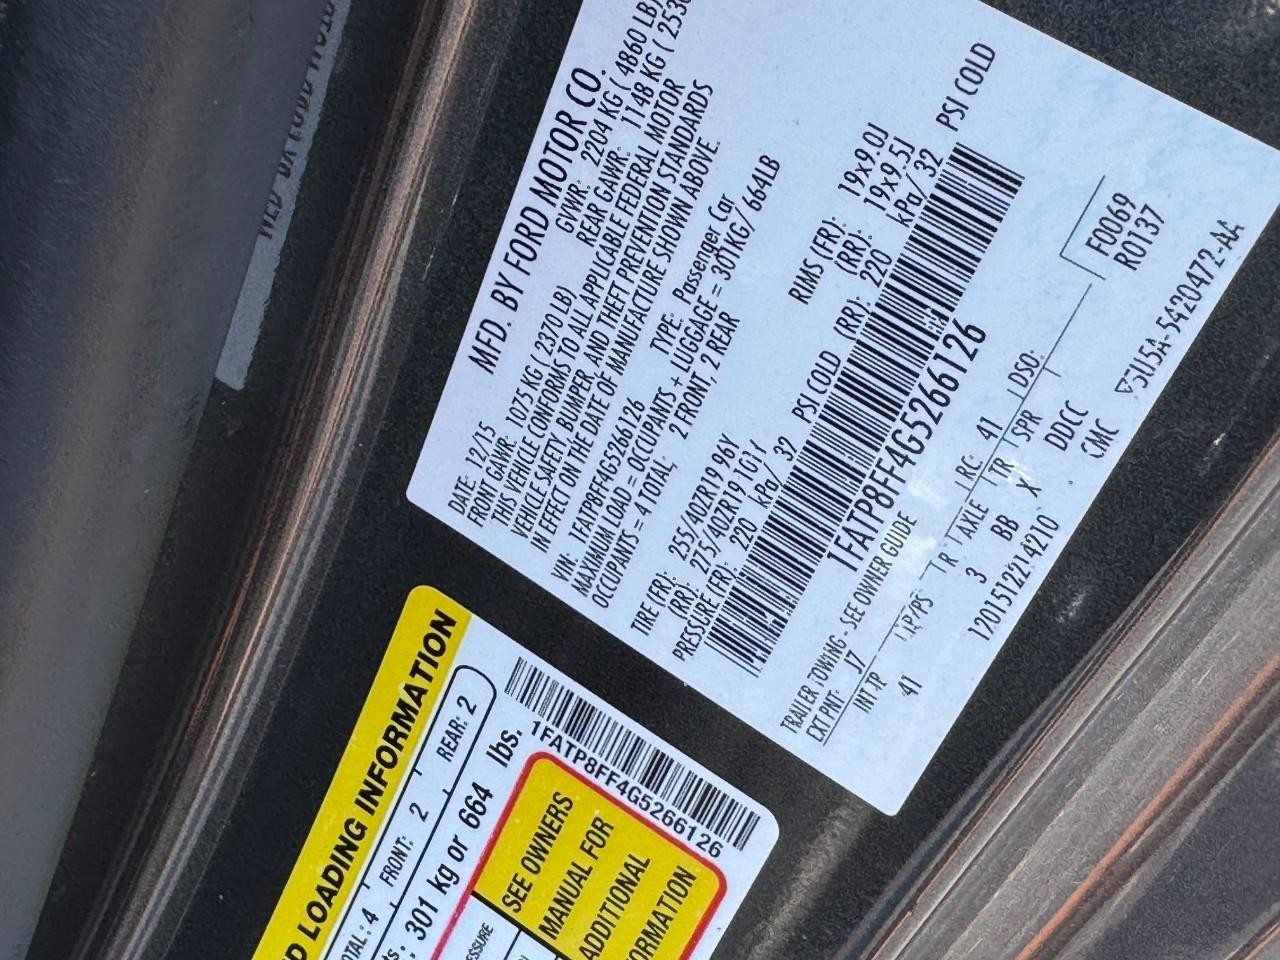 MFD. BY FORD MOTOR CO.
DATE: 12/15 GVWR: 2204 KG ( 4860 LB)
FRONT GAWR: 1075 KG ( 2370 LB) REAR GAWR: 1148 KG (
THIS VEHICLE CONFORMS TO ALL APPLICABLE FEDERAL MOTOR
VEHICLE SAFETY, BUMPER, AND THEFT PREVENTION STANDARDS
IN EFFECT ON THE DATE OF MANUFACTURE SHOWN ABOVE.
VIN: 1FATP8FF4G5266126 TYPE: Passenger Car
MAXIMUM LOAD = OCCUPANTS + LUGGAGE = 301KG/ 664LB
OCCUPANTS = 4 TOTAL, 2 FRONT, 2 REAR
TIRE (FR): 255/40ZR19 96Y RIMS (FR): 19x9.0J
(RR): 275/40ZR19 101Y (RR): 19x9.5J
PRESSURE (FR): 220 kPa/ 32 PSI COLD (RR): 220 kPa/ 32 PSI COLD
1FATP8FF4G5266126
TRAILER TOWING - SEE OWNER GUIDE F0069
EXT PNT: J7 RC: 41 DSO: R0137
INT TR TP/PS R AXLE TR SPR
41 3 BB X DDCC
1201512214210 CMC ▽5U5A-5420472-AA
LOADING INFORMATION
FRONT: 2 REAR: 2
301 kg or 664 lbs.
1FATP8FF4G5266126
SEE OWNERS
MANUAL FOR
ADDITIONAL